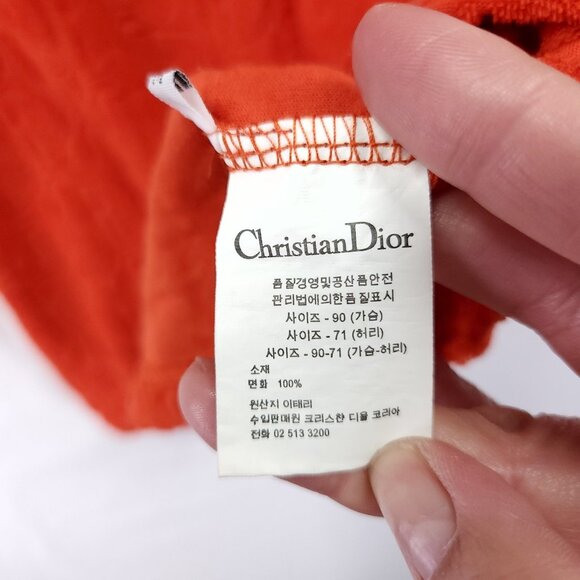 Christian Dior
품질경영및공산품안전
관리법에의한품질표시
사이즈 - 90 (가슴)
사이즈 - 71 (허리)
사이즈 - 90-71 (가슴-허리)
소재
면화 100%
원산지 이태리
수입판매원 크리스챤 디올 코리아
전화 02 513 3200